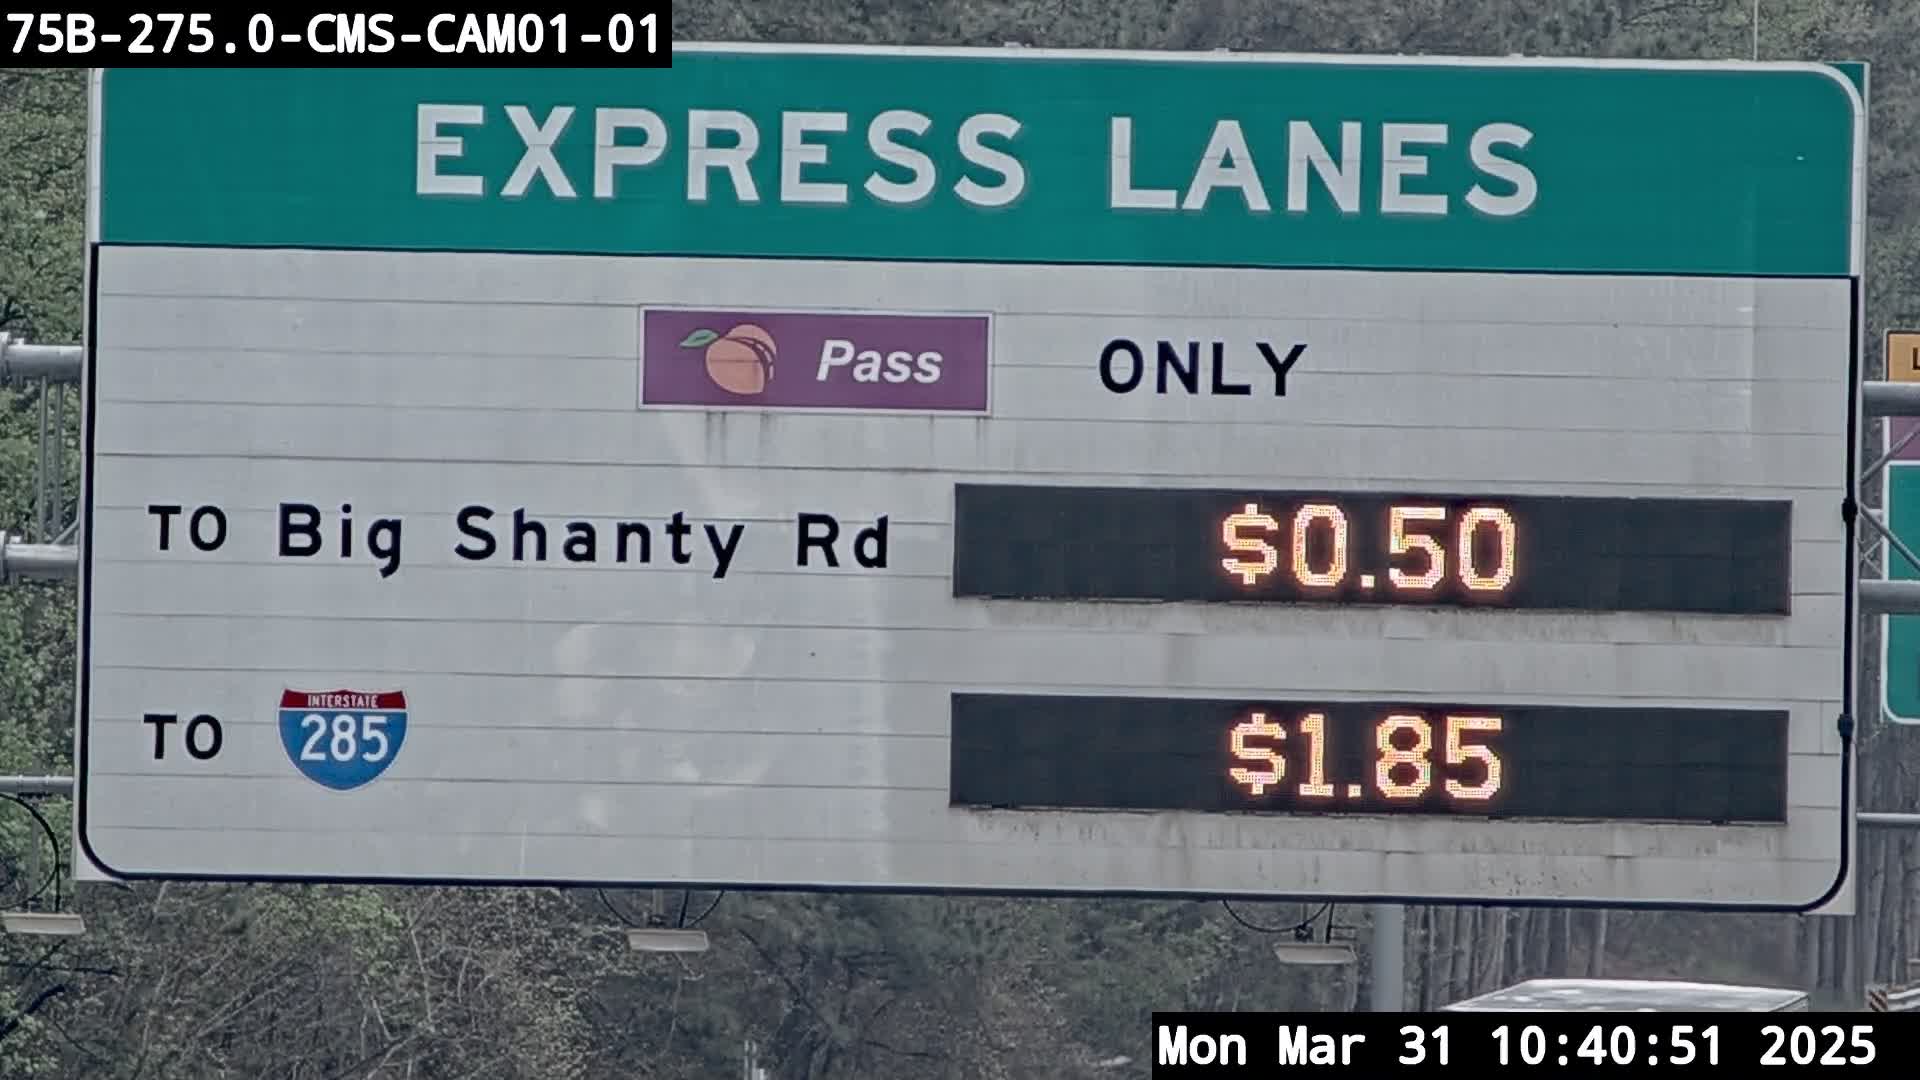 75B-275.0-CMS-CAM01-01
EXPRESS LANES
Pass ONLY
TO Big Shanty Rd $0.50
TO INTERSTATE 285 $1.85
Mon Mar 31 10:40:51 2025